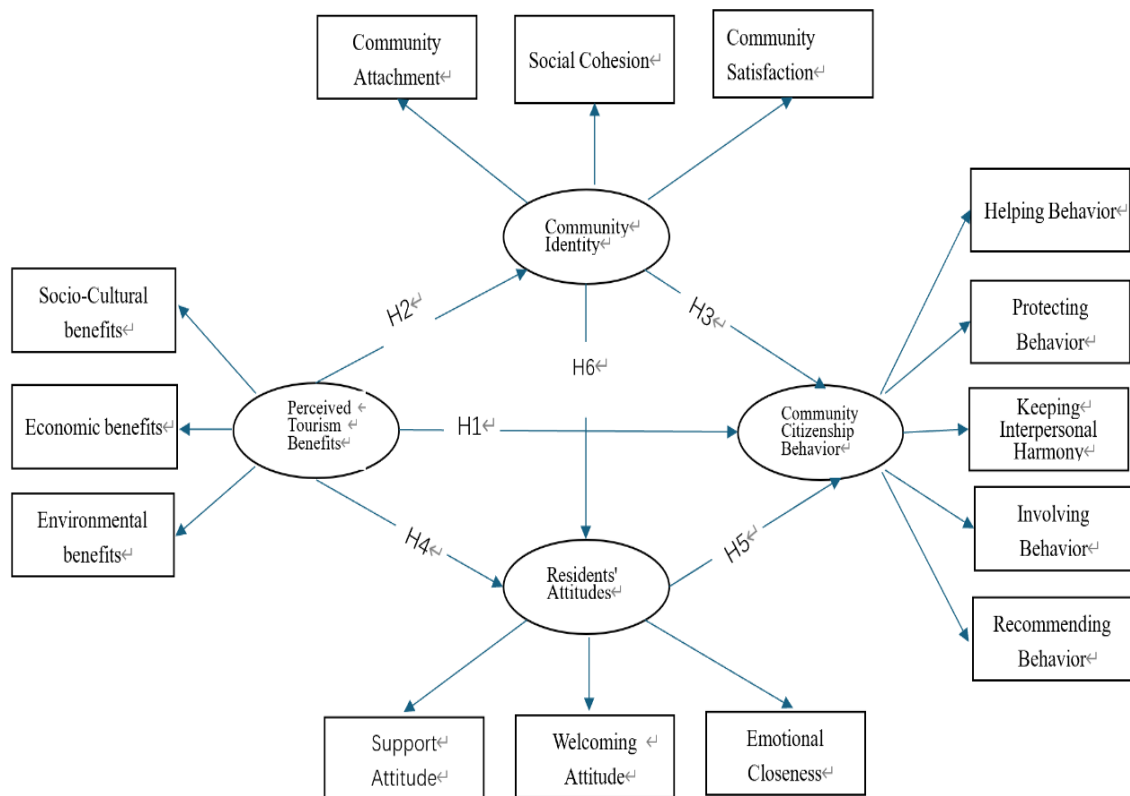 Community
Attachment
Social Cohesion↵
Community
Satisfaction↵
Community↵
Identity↵
Helping Behavior↵
Socio-Cultural
benefits↵
H2↵
H3↵
Protecting
Behavior↵
H6↵
Economic benefits↵
Perceived ↵
Tourism↵
Benefits↵
H1↵
Community
Citizenship
Behavior↵
Keeping↵
Interpersonal
Harmony↵
Environmental
benefits↵
H4↵
H5↵
Involving
Behavior↵
Residents'
Attitudes↵
Recommending
Behavior↵
Support↵
Attitude↵
Welcoming ↵
Attitude↵
Emotional
Closeness↵